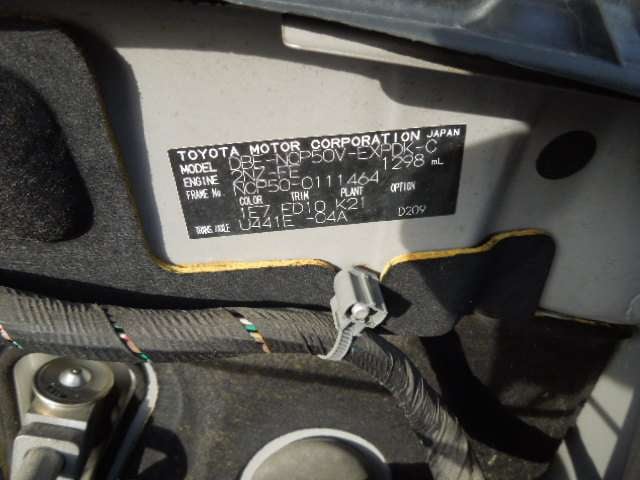 TOYOTA MOTOR CORPORATION JAPAN
MODEL DBE-NCP50V-EXPDK-C
ENGINE 2NZ-FE 1298 mL
FRAME No. NCP50-0111464
COLOR TRIM PLANT OPTION
1E7 FD10 K21
TRANS./AXLE U441E -04A D209